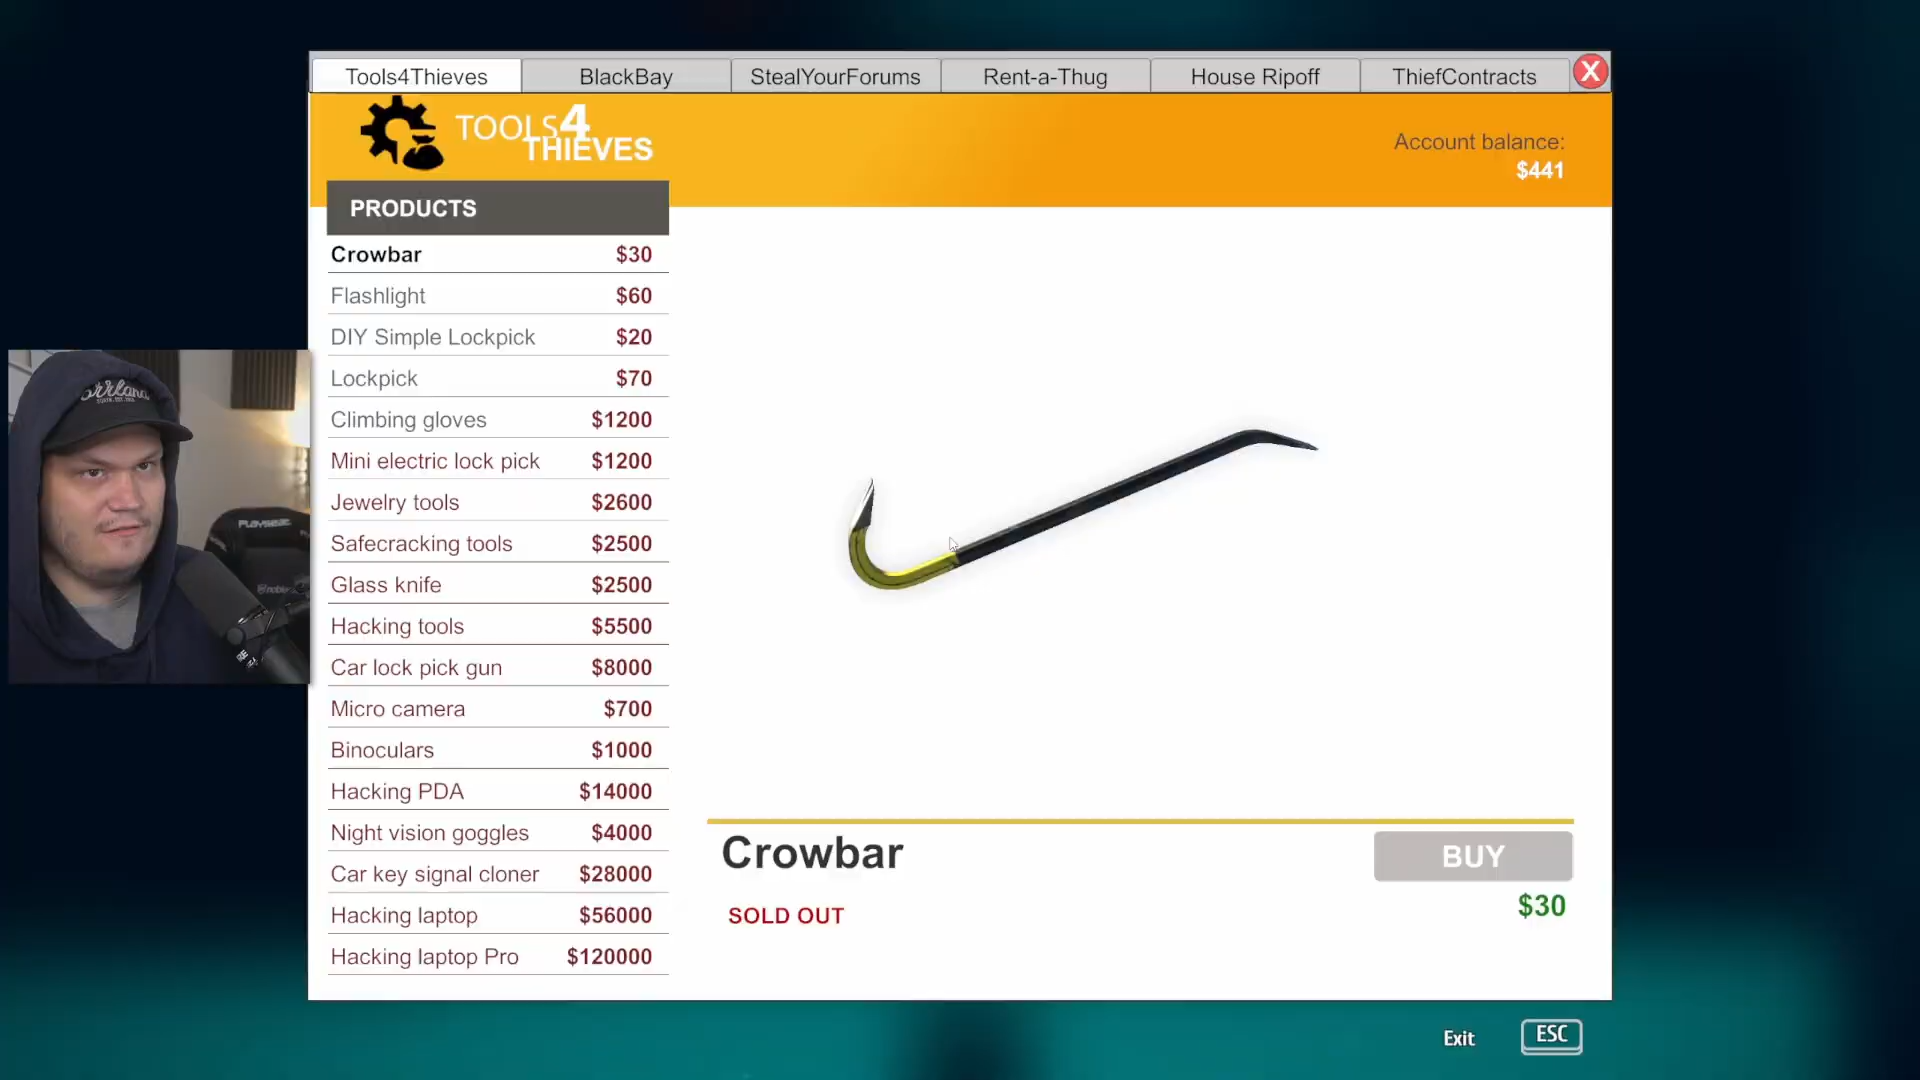 Tools4Thieves
BlackBay
StealYourForums
Rent-a-Thug
House Ripoff
ThiefContracts
X
TOOLS4
THIEVES
Account balance:
$441
PRODUCTS
Crowbar $30
Flashlight $60
DIY Simple Lockpick $20
Lockpick $70
Climbing gloves $1200
Mini electric lock pick $1200
Jewelry tools $2600
Safecracking tools $2500
Glass knife $2500
Hacking tools $5500
Car lock pick gun $8000
Micro camera $700
Binoculars $1000
Hacking PDA $14000
Night vision goggles $4000
Car key signal cloner $28000
Hacking laptop $56000
Hacking laptop Pro $120000
Crowbar
BUY
SOLD OUT
$30
Exit ESC